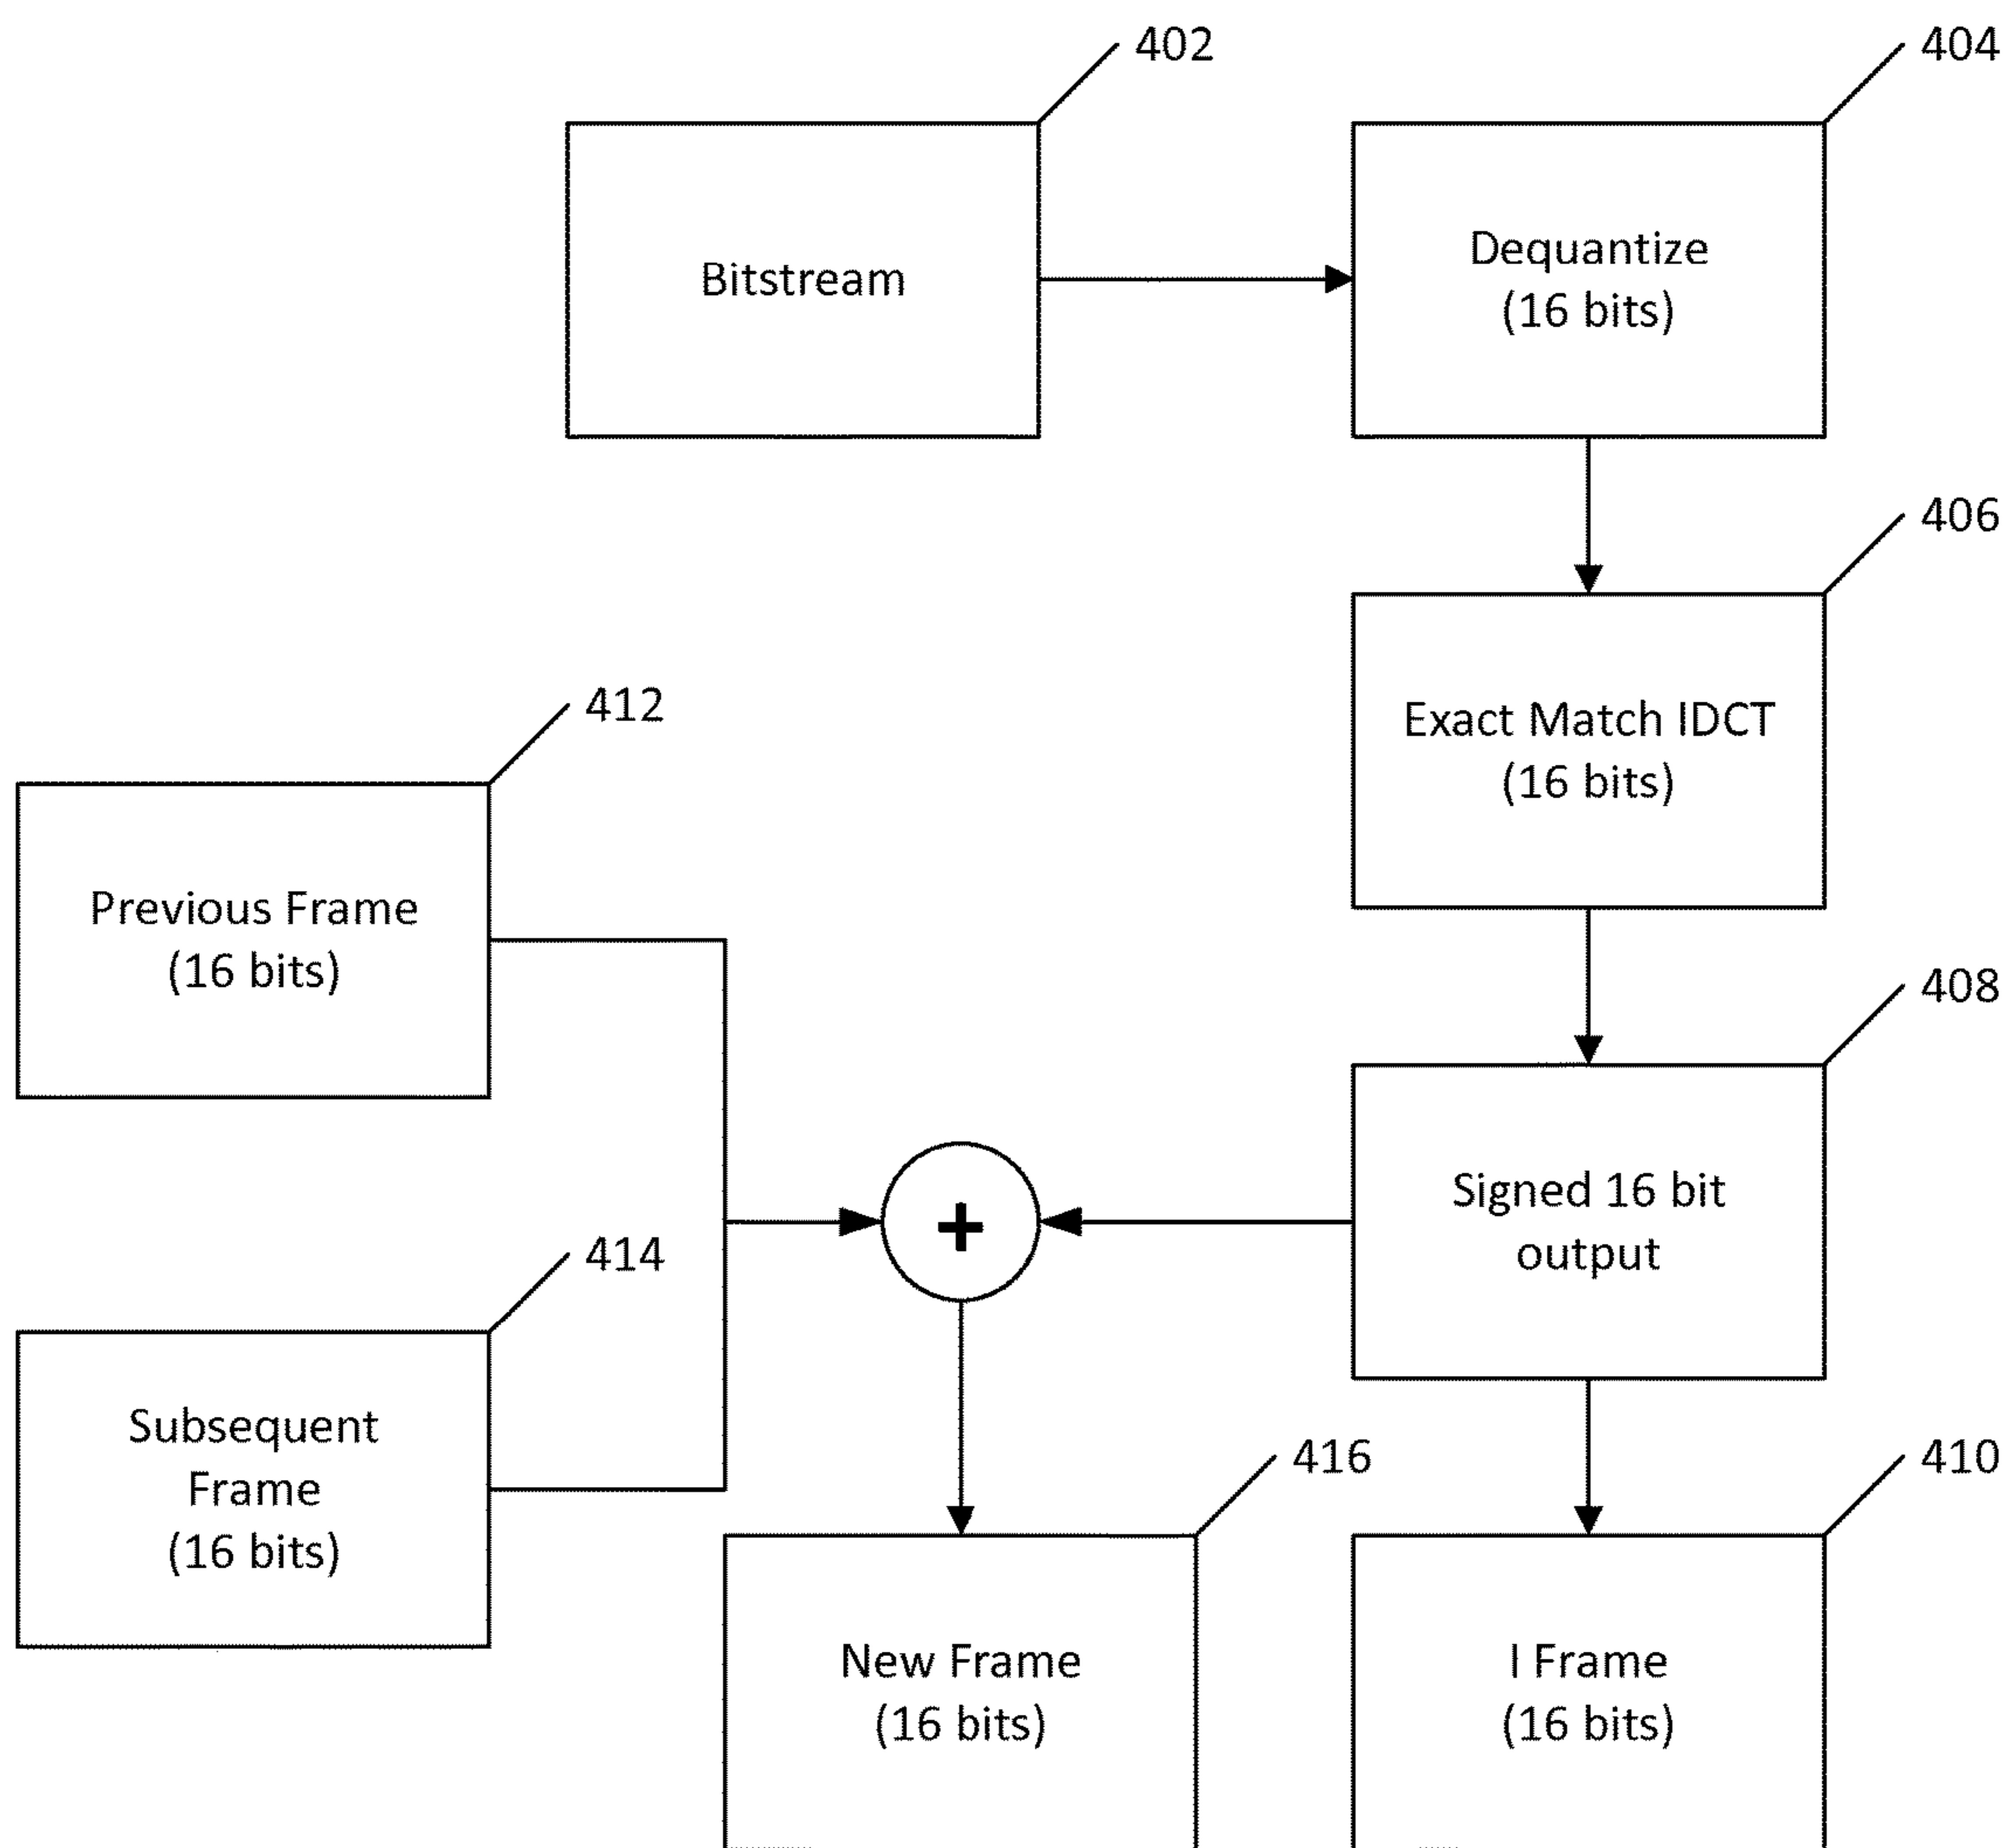 402
404
Bitstream
Dequantize
(16 bits)
406
Exact Match IDCT
(16 bits)
412
Previous Frame
(16 bits)
408
Signed 16 bit
output
+
414
Subsequent
Frame
(16 bits)
416
New Frame
(16 bits)
410
I Frame
(16 bits)